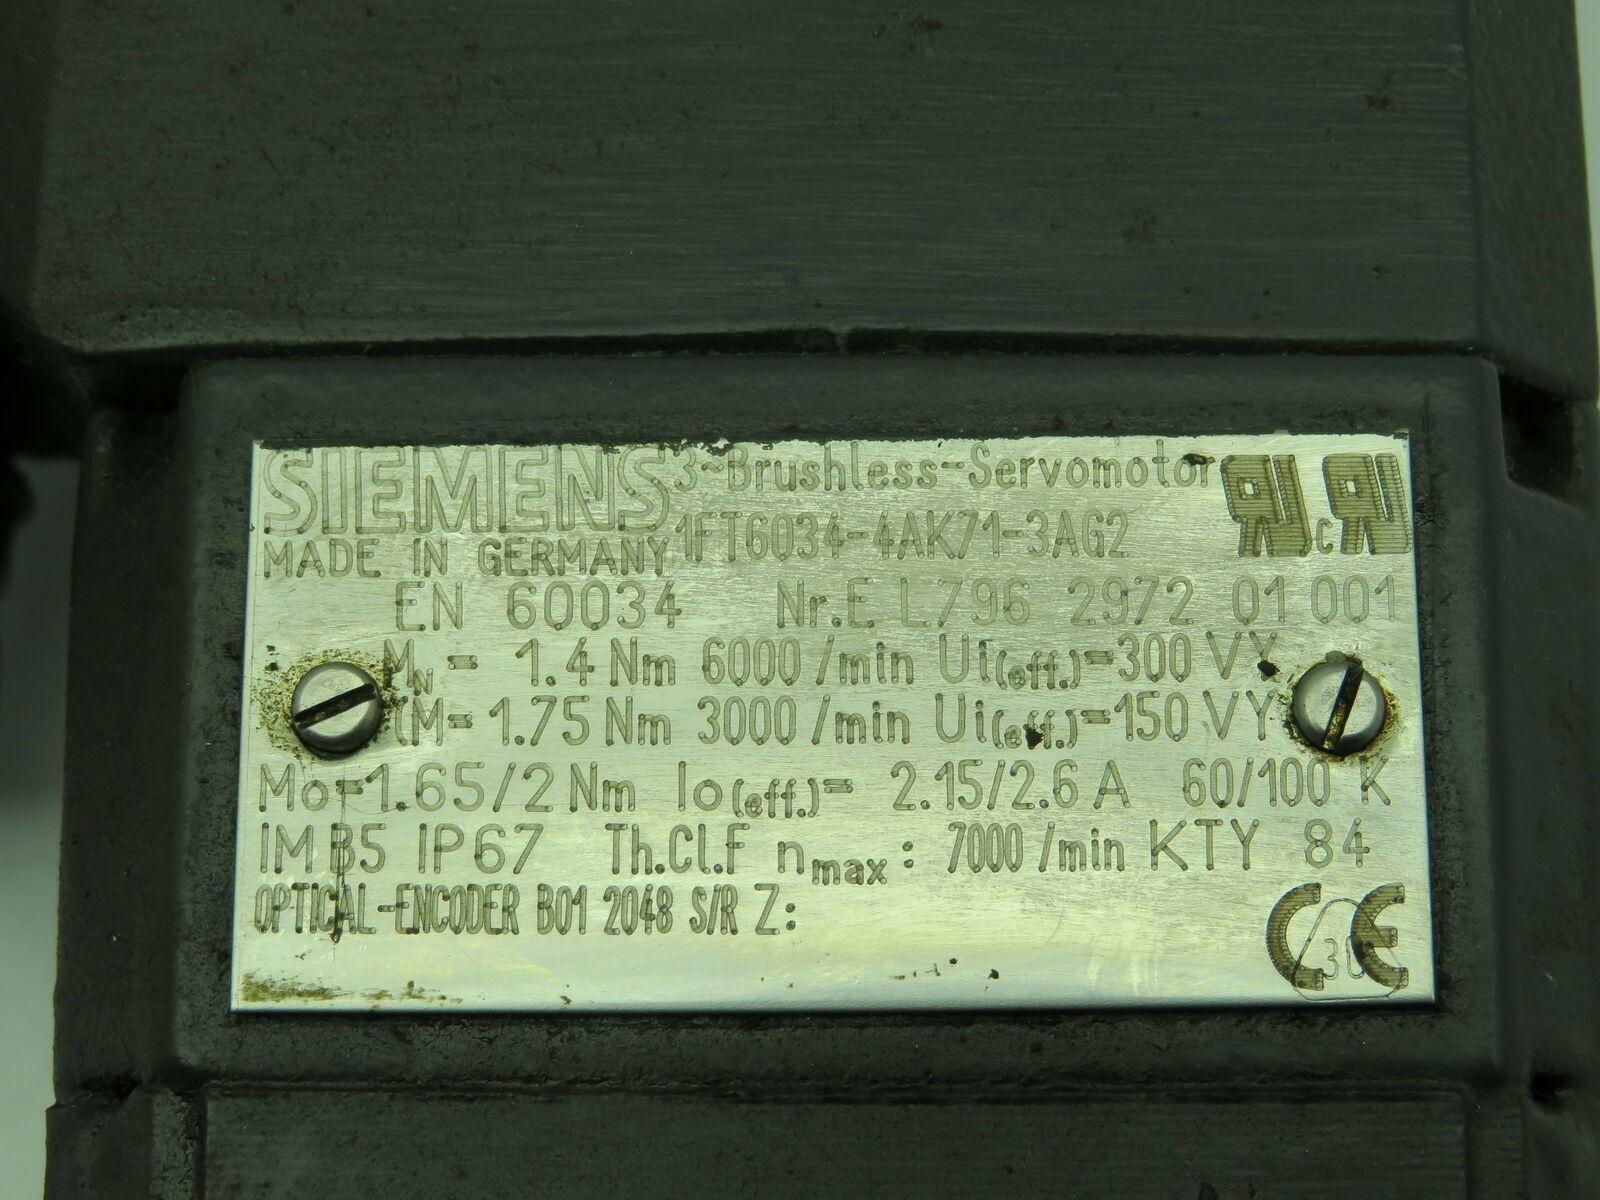 SIEMENS 3~Brushless-Servomotor
MADE IN GERMANY 1FT6034-4AK71-3AG2 c
EN 60034 Nr.E L796 2972 01 001
MN= 1.4 Nm 6000 /min Ui(eff.)=300 VY
(M= 1.75 Nm 3000 /min Ui(eff.)=150 VY
Mo=1.65/2 Nm Io(eff.)= 2.15/2.6 A 60/100 K
IM B5 IP67 Th.Cl.F nmax: 7000 /min KTY 84
OPTICAL-ENCODER B01 2048 S/R Z:
CE